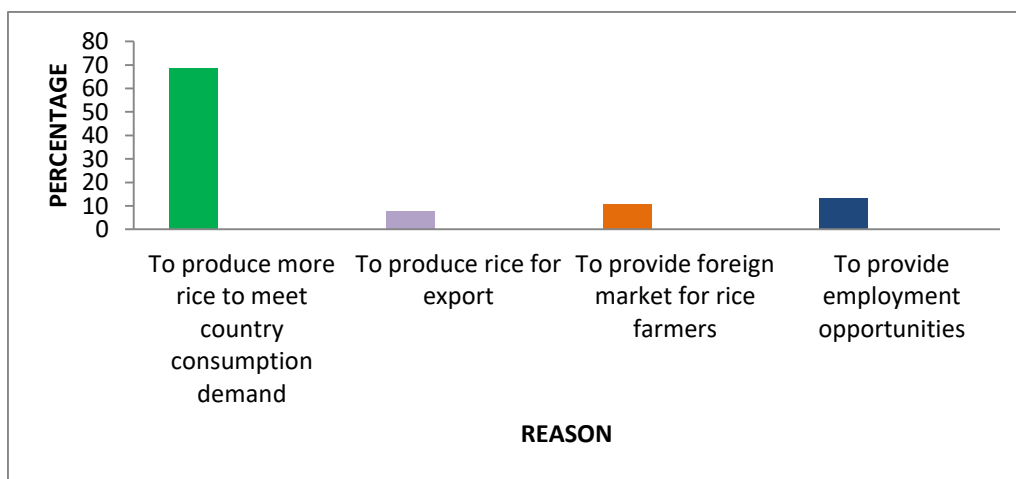 80
70
60
50
40
30
20
10
0
PERCENTAGE
To produce more
rice to meet
country
consumption
demand
To produce rice for
export
To provide foreign
market for rice
farmers
To provide
employment
opportunities
REASON